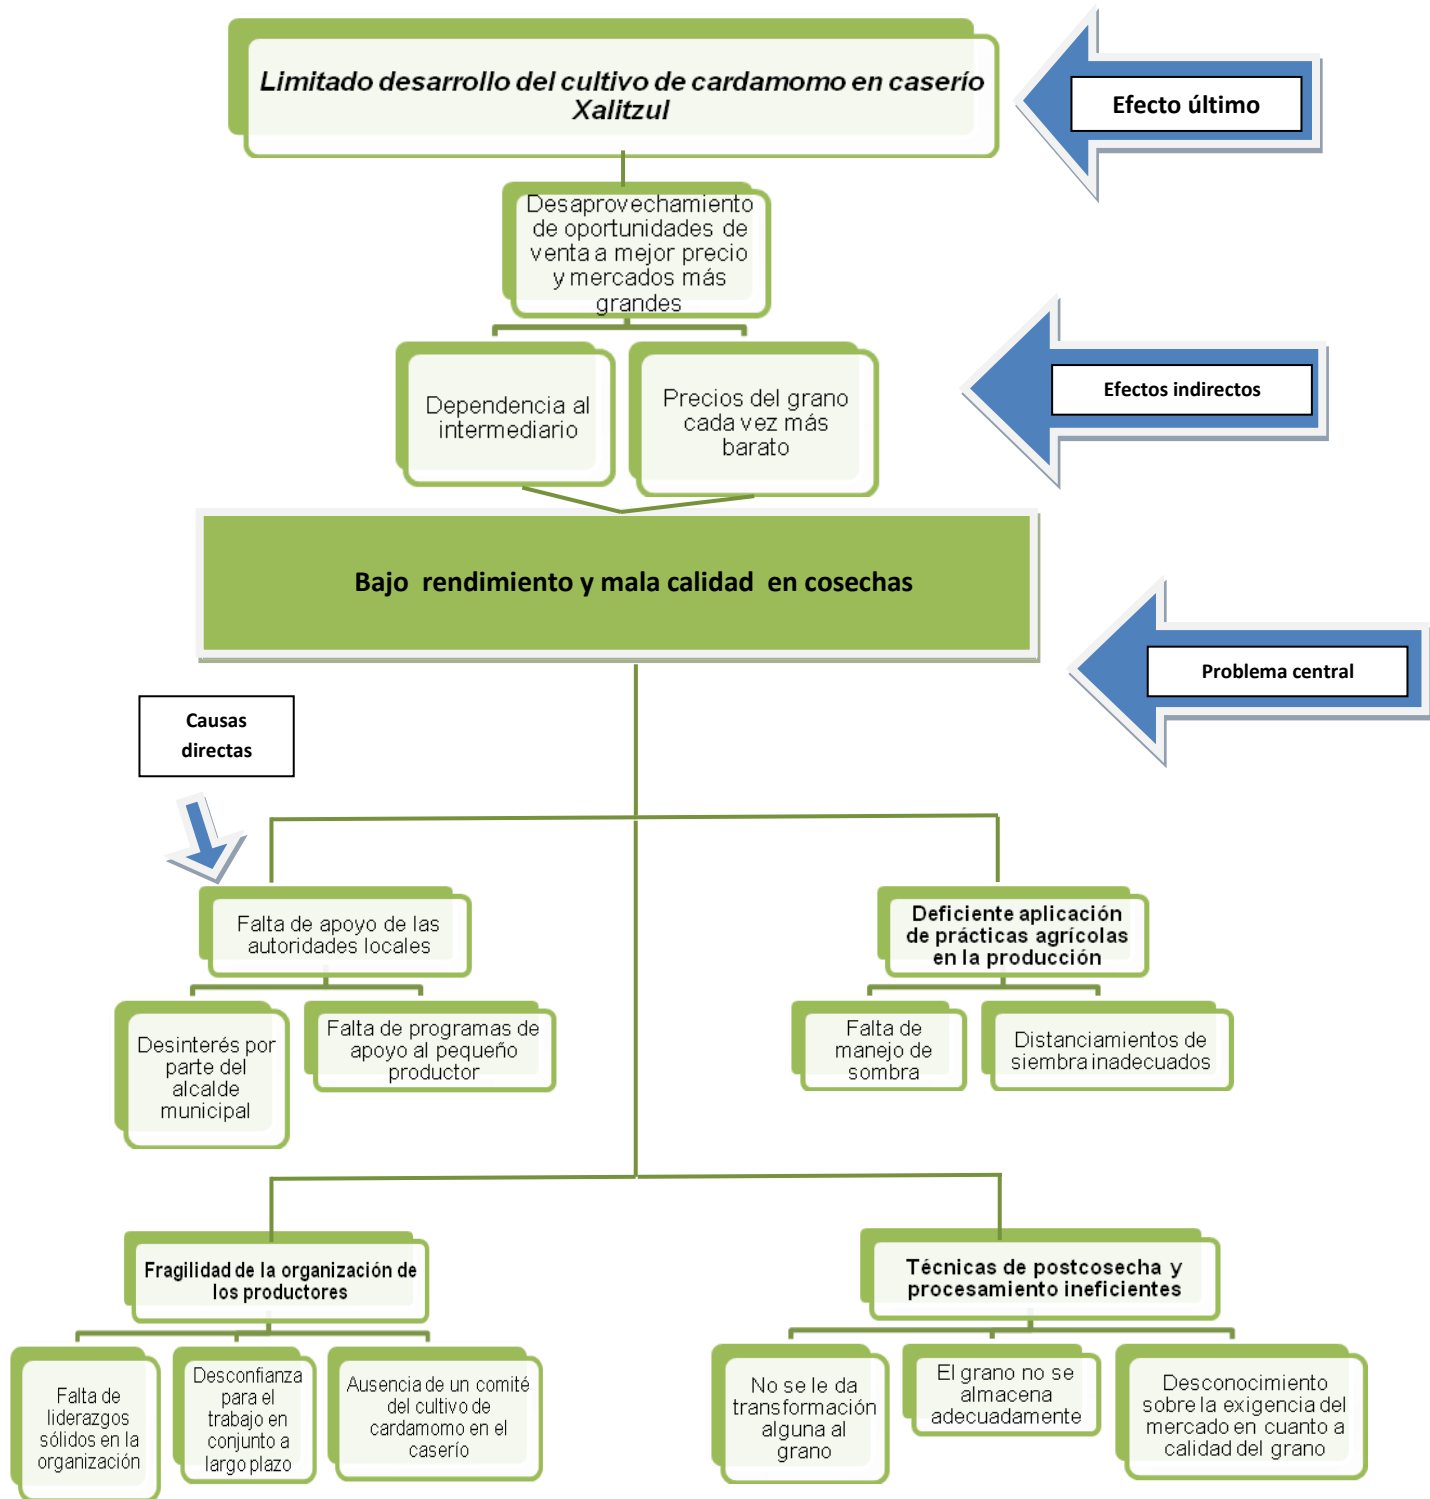 Limitado desarrollo del cultivo de cardamomo en caserío
Xalitzul
Efecto último
Desaprovechamiento
de oportunidades de
venta a mejor precio
y mercados más
grandes
Dependencia al
intermediario
Precios del grano
cada vez más
barato
Efectos indirectos
Bajo rendimiento y mala calidad en cosechas
Problema central
Causas
directas
Falta de apoyo de las
autoridades locales
Deficiente aplicación
de prácticas agrícolas
en la producción
Desinterés por
parte del
alcalde
municipal
Falta de programas de
apoyo al pequeño
productor
Falta de
manejo de
sombra
Distanciamientos de
siembra inadecuados
Fragilidad de la organización de
los productores
Técnicas de postcosecha y
procesamiento ineficientes
Falta de
liderazgos
sólidos en la
organización
Desconfianza
para el
trabajo en
conjunto a
largo plazo
Ausencia de un comité
del cultivo de
cardamomo en el
caserío
No se le da
transformación
alguna al
grano
El grano no se
almacena
adecuadamente
Desconocimiento
sobre la exigencia del
mercado en cuanto a
calidad del grano